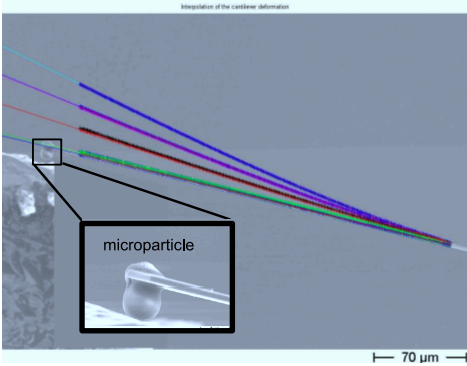 Interpolation of the cantilever deformation
microparticle
70 µm